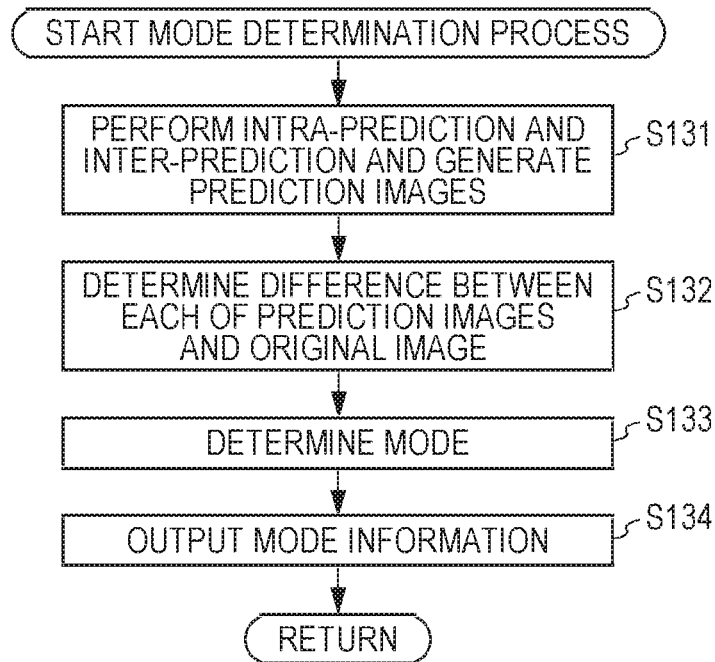 START MODE DETERMINATION PROCESS
PERFORM INTRA-PREDICTION AND
INTER-PREDICTION AND GENERATE
PREDICTION IMAGES
S131
DETERMINE DIFFERENCE BETWEEN
EACH OF PREDICTION IMAGES
AND ORIGINAL IMAGE
S132
DETERMINE MODE
S133
OUTPUT MODE INFORMATION
S134
RETURN